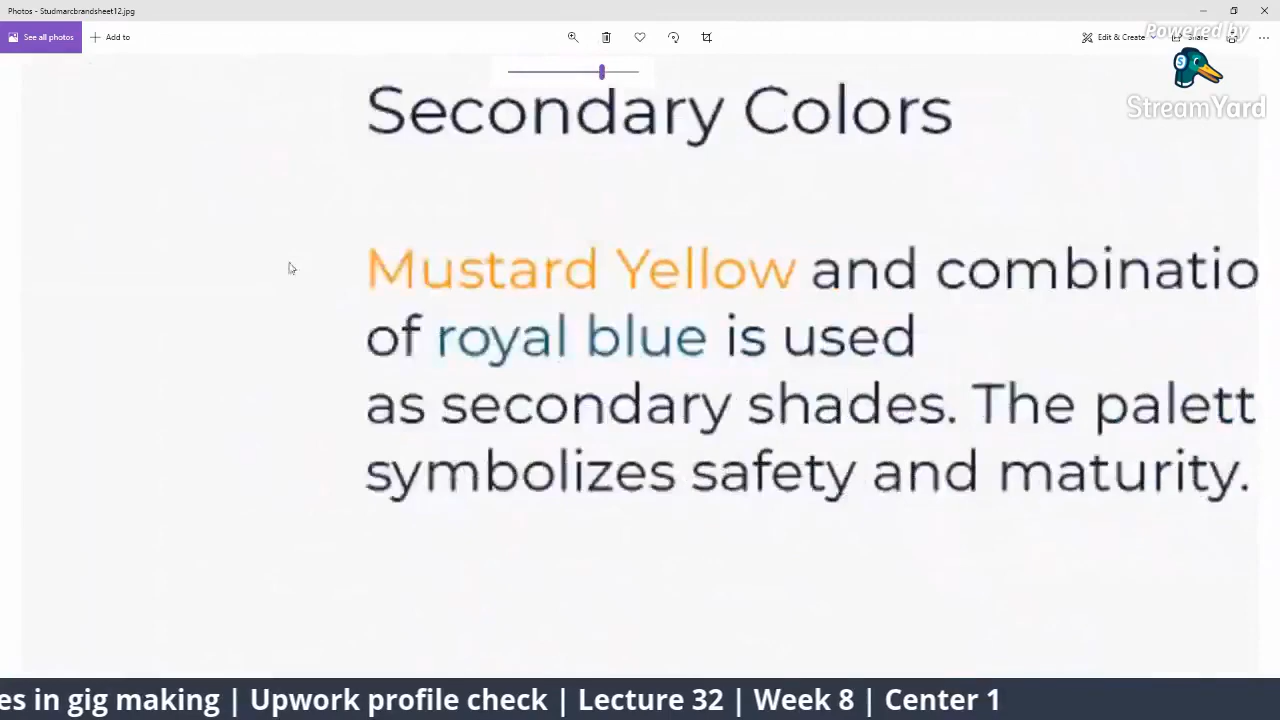 Photos - Studmarcbrandsheet12.jpg
See all photos
Add to
Edit & Create
Share
Powered by
S
StreamYard
Secondary Colors
Mustard Yellow and combinatio
of royal blue is used
as secondary shades. The palett
symbolizes safety and maturity.
es in gig making | Upwork profile check | Lecture 32 | Week 8 | Center 1